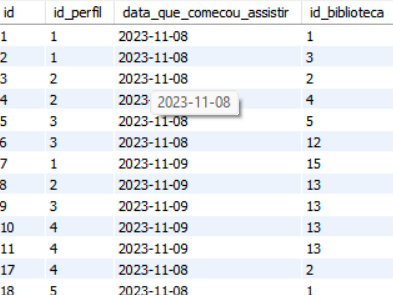 id id_perfil data_que_comecou_assistir id_biblioteca
1 1 2023-11-08 1
2 1 2023-11-08 3
3 2 2023-11-08 2
4 2 2023- 2023-11-08 4
5 3 2023-11-08 5
6 3 2023-11-08 12
7 1 2023-11-09 15
8 2 2023-11-09 13
9 3 2023-11-09 13
10 4 2023-11-09 13
11 4 2023-11-09 13
17 4 2023-11-08 2
18 5 2023-11-08 1